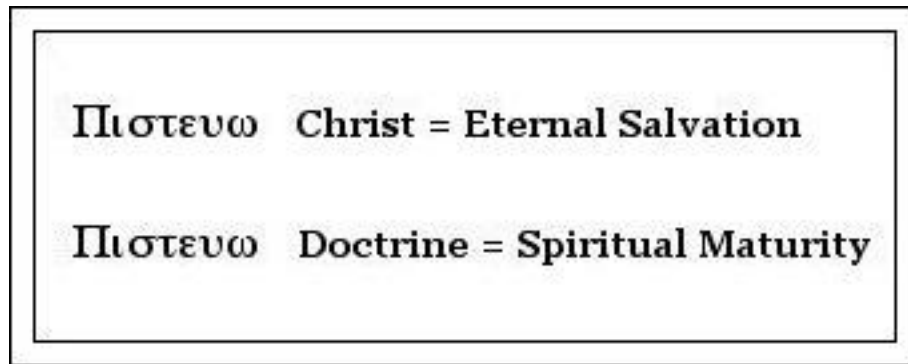 Πιστευω Christ = Eternal Salvation
Πιστευω Doctrine = Spiritual Maturity